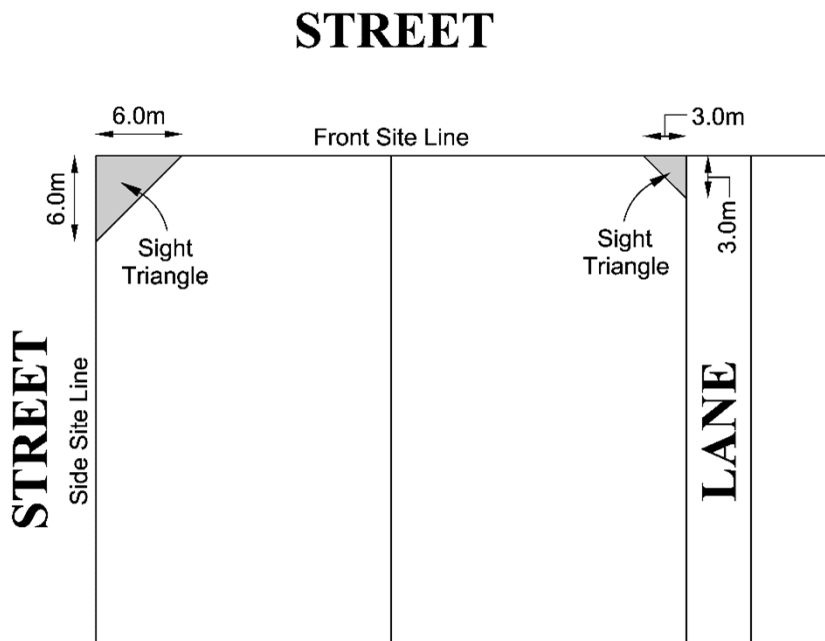 STREET
6.0m
3.0m
Front Site Line
6.0m
Sight
Triangle
Sight
Triangle
3.0m
STREET
Side Site Line
LANE